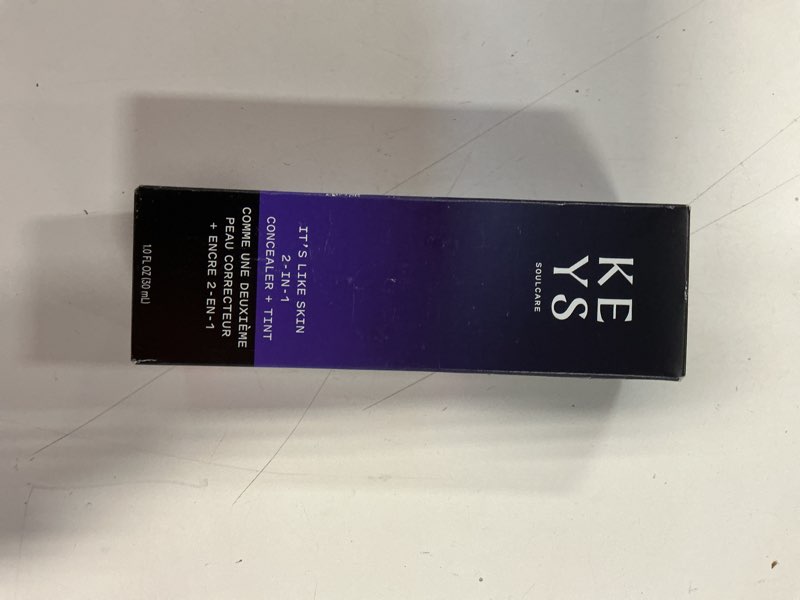 KE
YS
SOULCARE
IT'S LIKE SKIN
2-IN-1
CONCEALER + TINT
COMME UNE DEUXIÈME
PEAU CORRECTEUR
+ ENCRE 2-EN-1
1.0 FL OZ (30 mL)